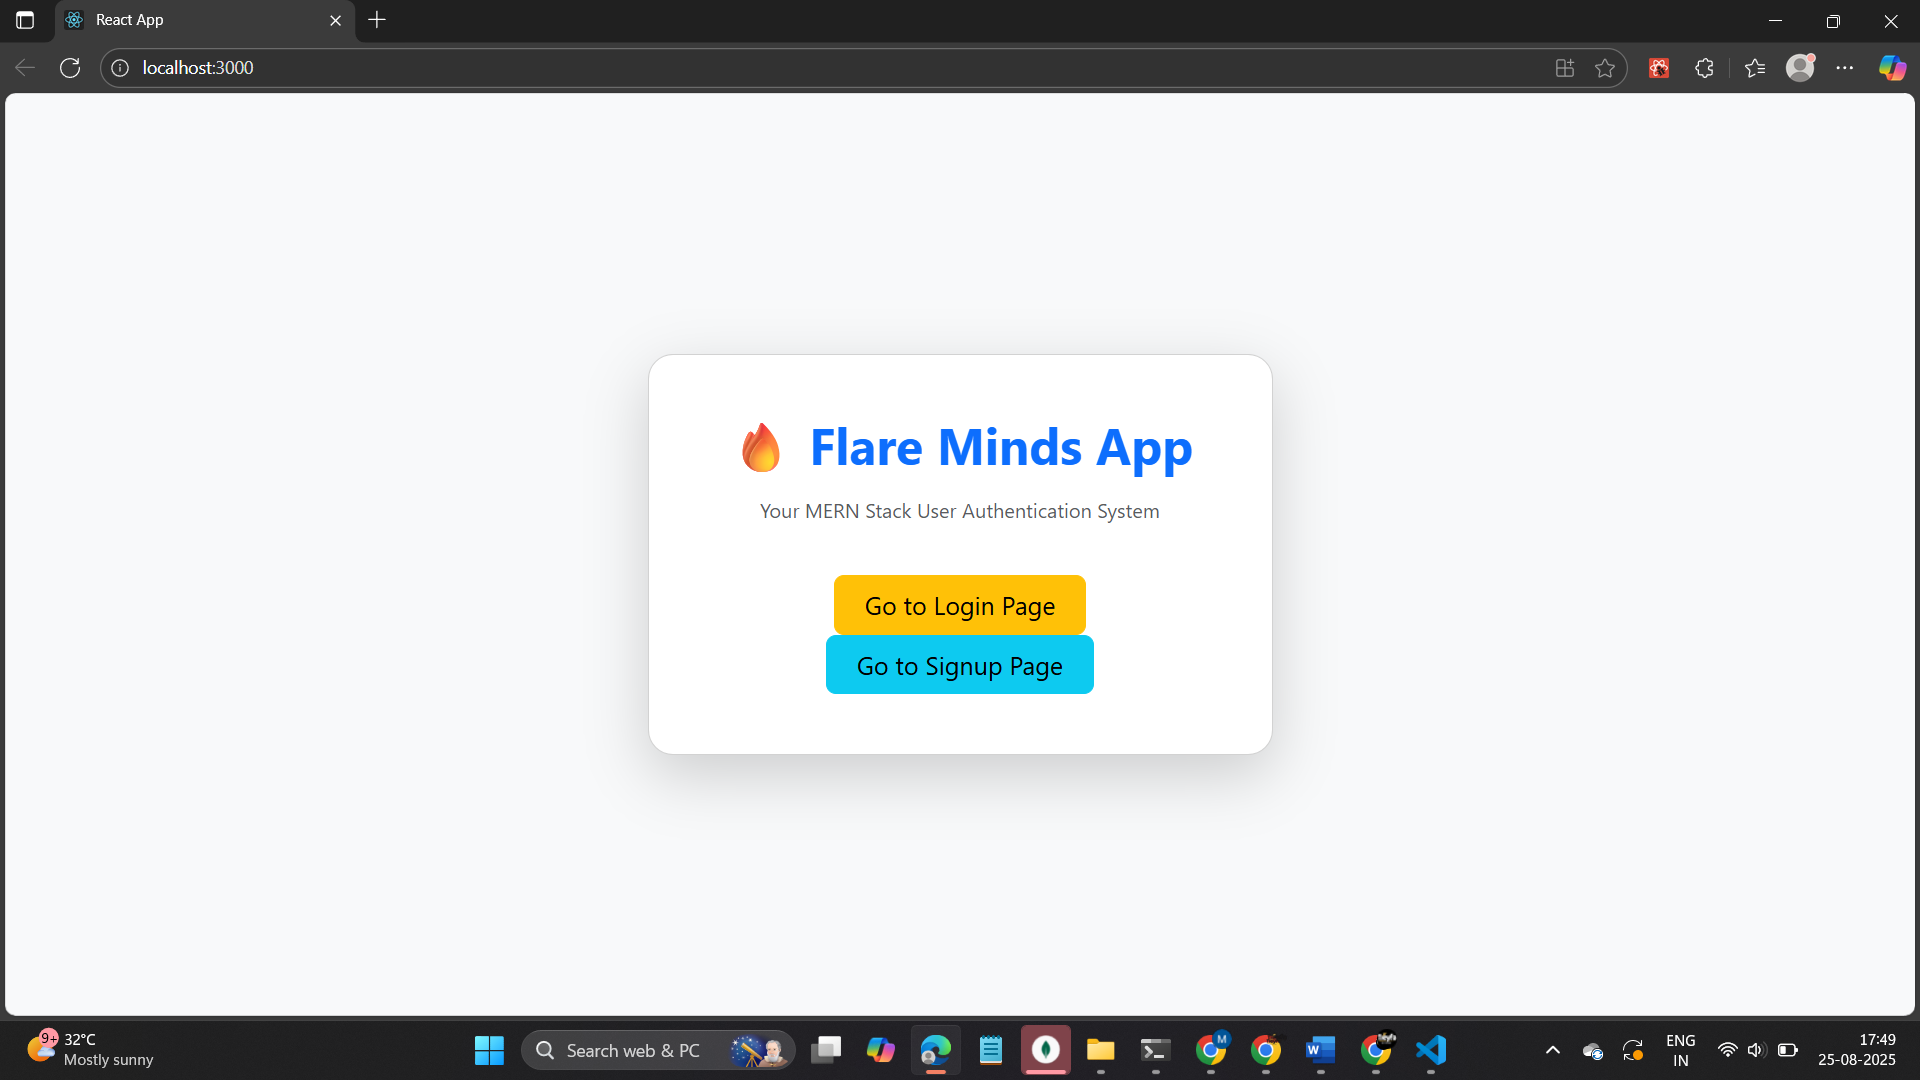 React App
localhost:3000
Flare Minds App
Your MERN Stack User Authentication System
Go to Login Page
Go to Signup Page
9+
32°C
Mostly sunny
Search web & PC
M
W
ENG
IN
17:49
25-08-2025